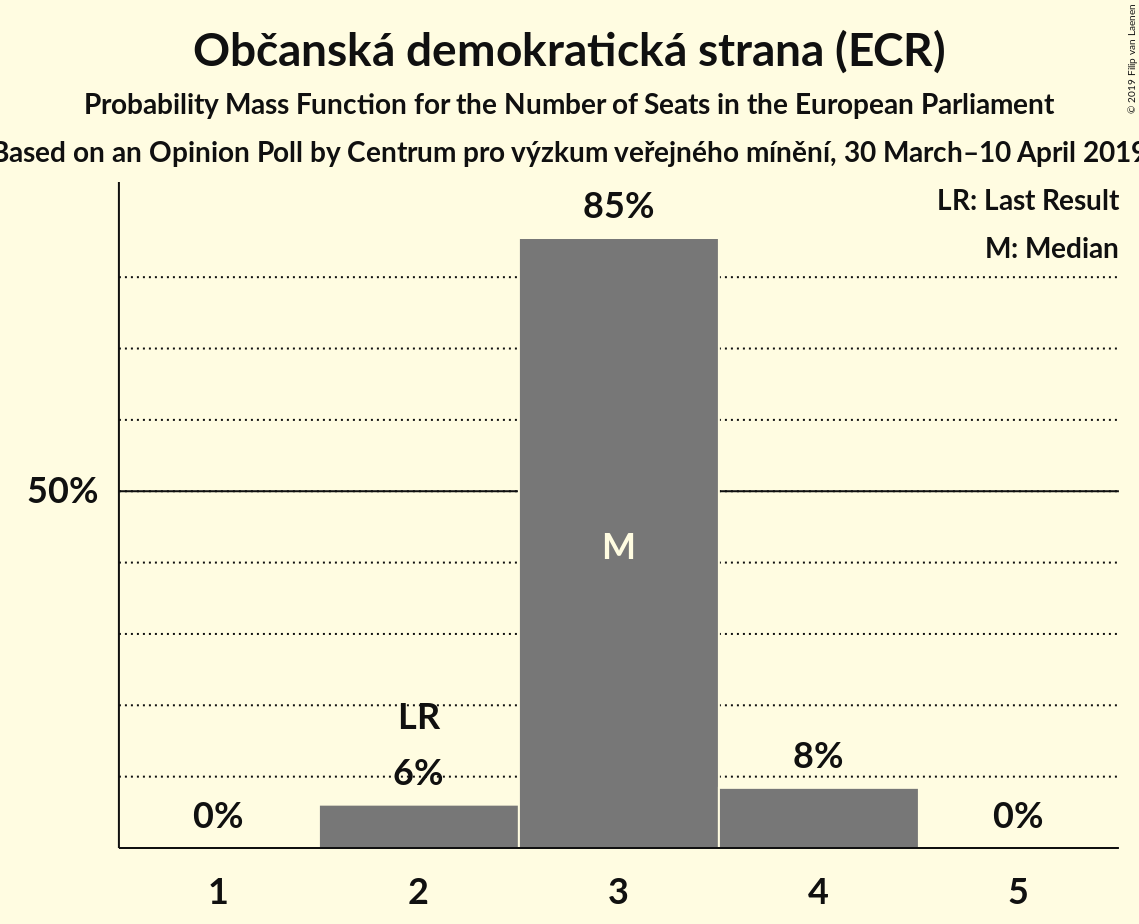 Občanská demokratická strana (ECR)
Probability Mass Function for the Number of Seats in the European Parliament
Based on an Opinion Poll by Centrum pro výzkum veřejného mínění, 30 March–10 April 2019
© 2019 Filip van Laenen
LR: Last Result
M: Median
85%
50%
M
LR
6%
8%
0%
0%
1 2 3 4 5